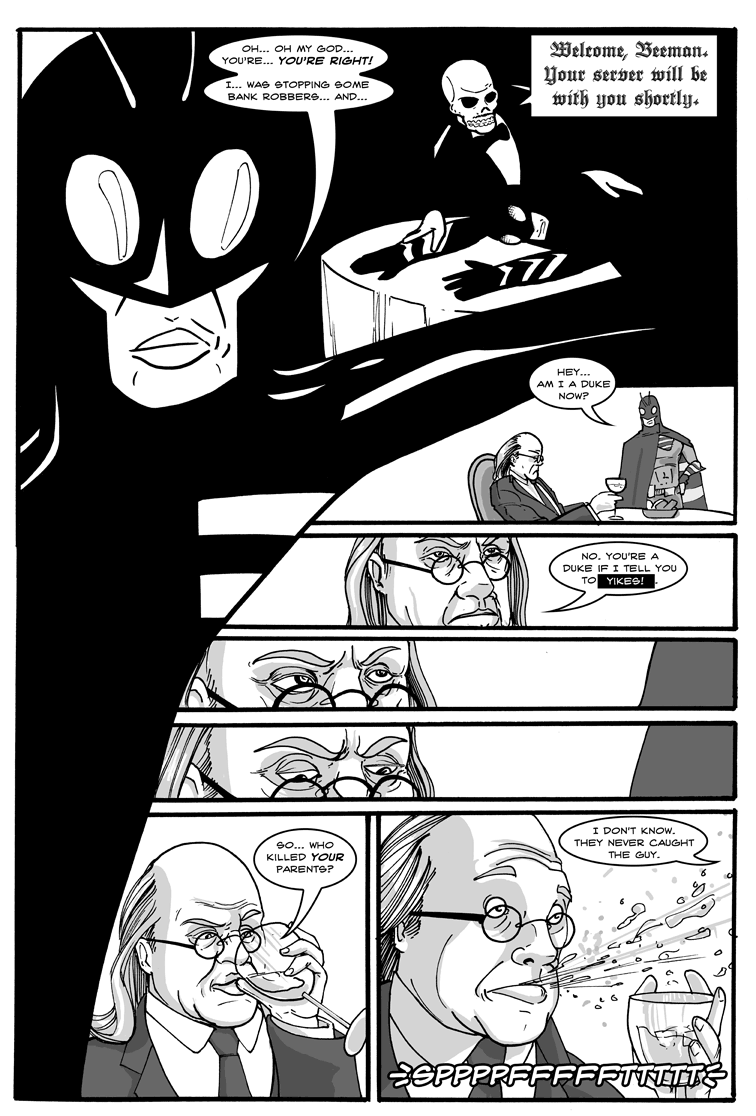 OH... OH MY GOD...
YOU'RE... YOU'RE RIGHT!
I... WAS STOPPING SOME
BANK ROBBERS... AND...
Welcome, Beeman.
Your server will be
with you shortly.
HEY...
AM I A DUKE
NOW?
NO. YOU'RE A
DUKE IF I TELL YOU
TO YIKES! .
SO... WHO
KILLED YOUR
PARENTS?
I DON'T KNOW.
THEY NEVER CAUGHT
THE GUY.
SPPPPFFFFFFTTTTTT